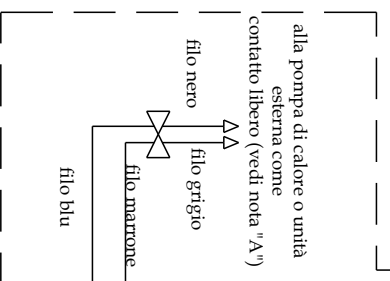 alla pompa di calore o unità
esterna come
contatto libero (vedi nota "A")
filo nero
filo grigio
filo marrone
filo blu